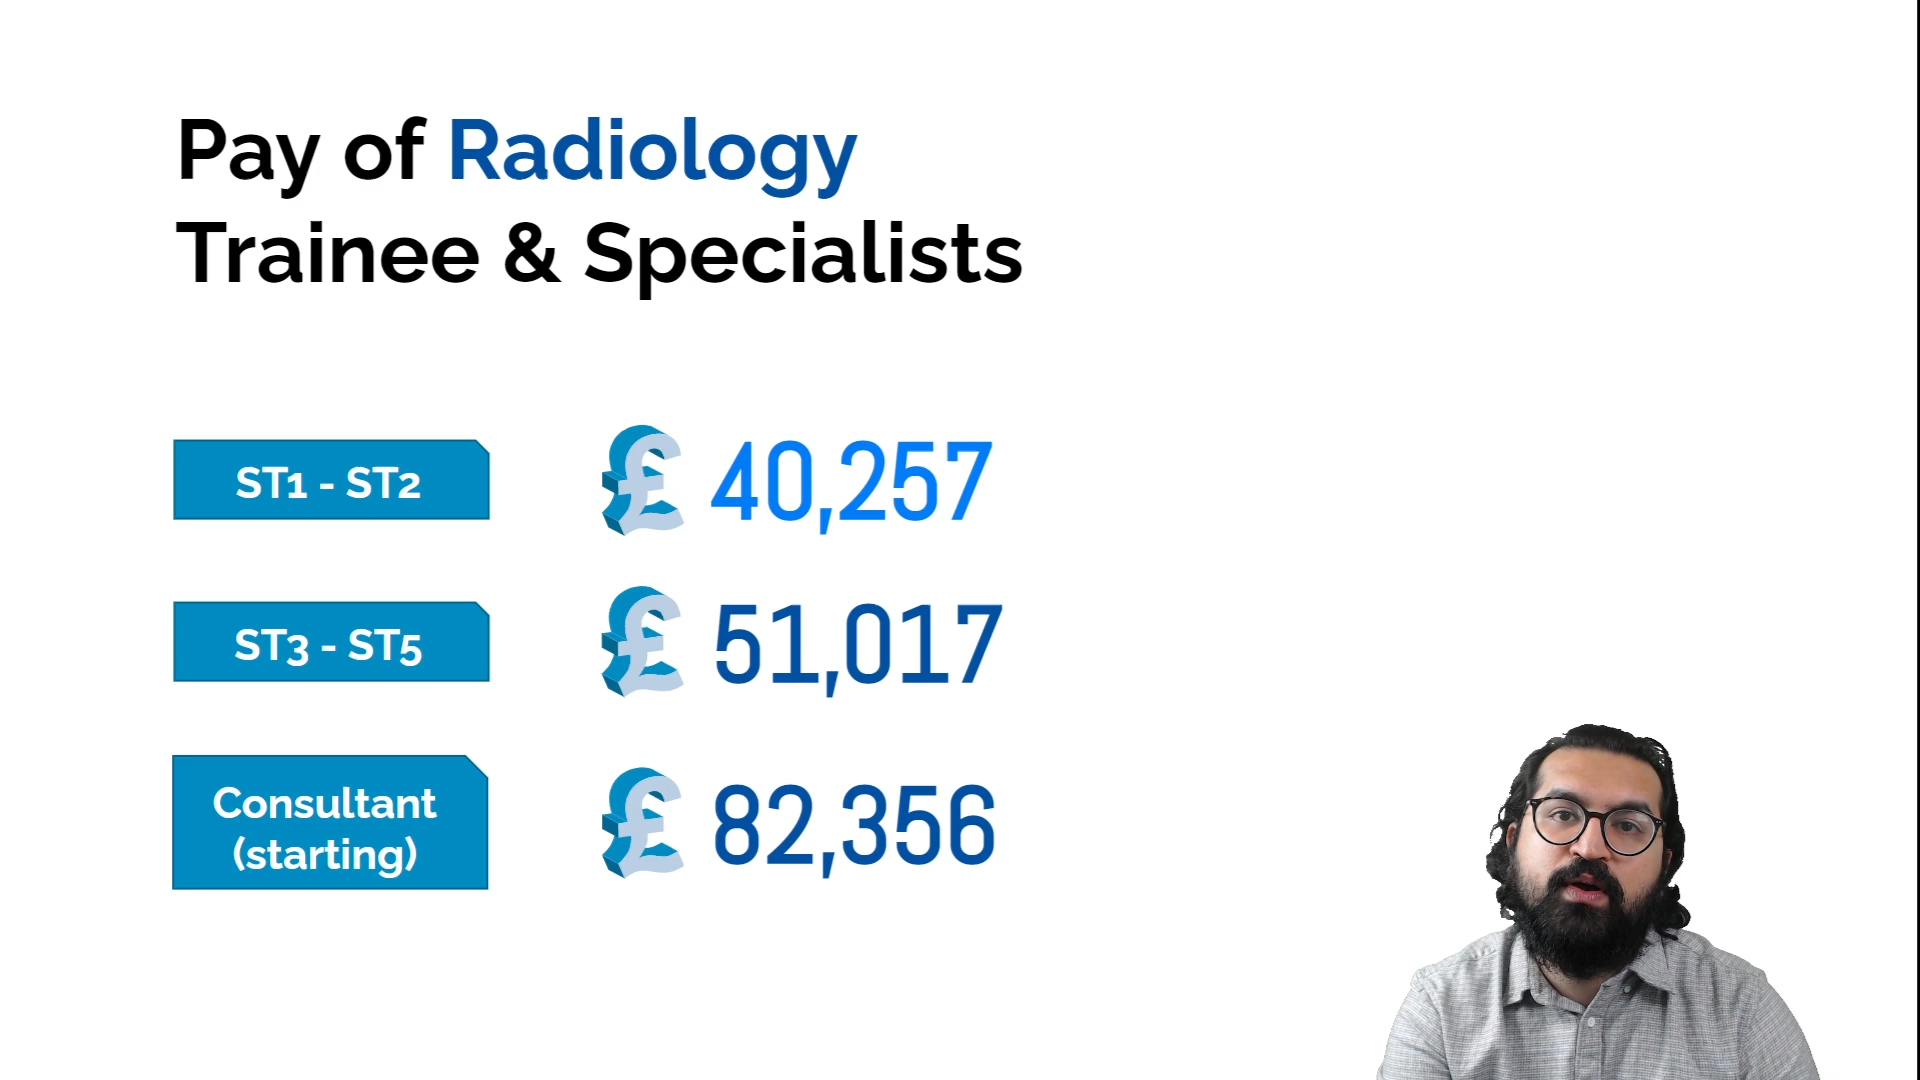 Pay of Radiology
Trainee & Specialists
ST1 - ST2
£ 40,257
ST3 - ST5
£ 51,017
Consultant
(starting)
£ 82,356